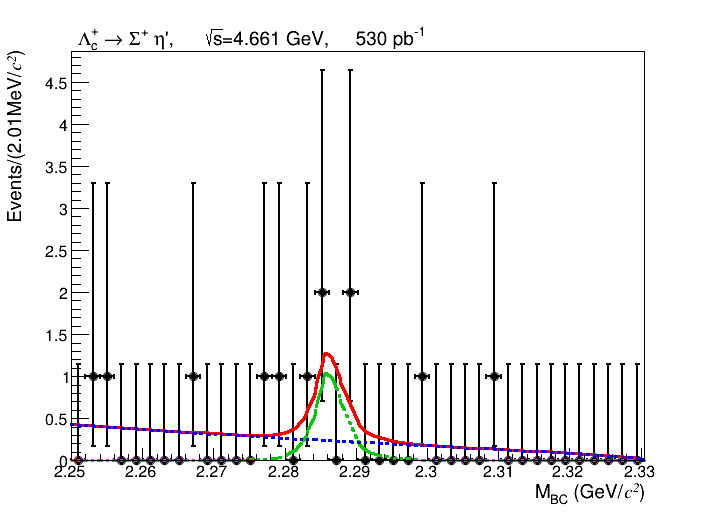 Λc+ → Σ+ η', √s=4.661 GeV, 530 pb-1
Events/(2.01MeV/c2)
4.5
4
3.5
3
2.5
2
1.5
1
0.5
0
2.25 2.26 2.27 2.28 2.29 2.3 2.31 2.32 2.33
MBC (GeV/c2)